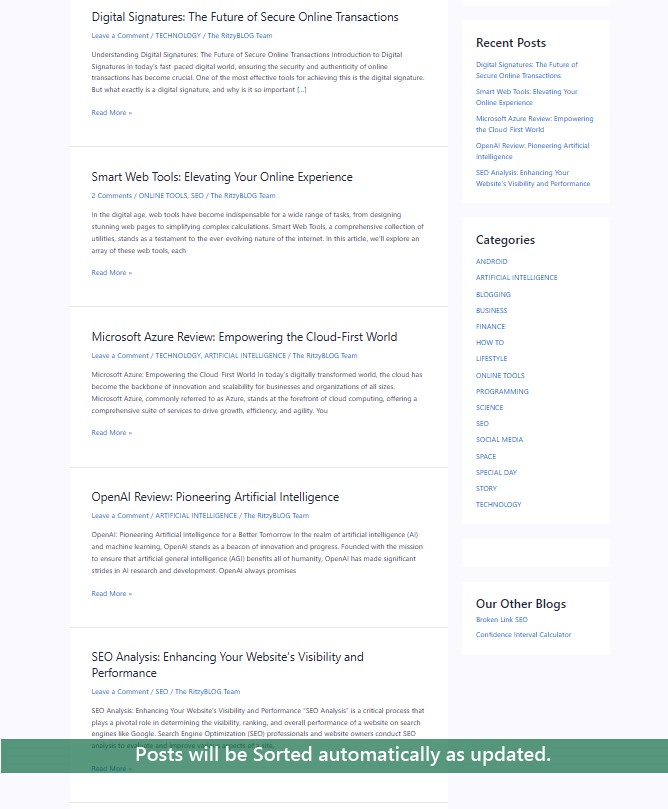 Digital Signatures: The Future of Secure Online Transactions
Leave a Comment / TECHNOLOGY / The RitzyBLOG Team
Understanding Digital Signatures: The Future of Secure Online Transactions Introduction to Digital
Signatures In today's fast-paced digital world, ensuring the security and authenticity of online
transactions has become crucial. One of the most effective tools for achieving this is the digital signature.
But what exactly is a digital signature, and why is it so important [...]
Read More »
Smart Web Tools: Elevating Your Online Experience
2 Comments / ONLINE TOOLS, SEO / The RitzyBLOG Team
In the digital age, web tools have become indispensable for a wide range of tasks, from designing
stunning web pages to simplifying complex calculations. Smart Web Tools, a comprehensive collection of
utilities, stands as a testament to the ever-evolving nature of the internet. In this article, we'll explore an
array of these web tools, each
Read More »
Microsoft Azure Review: Empowering the Cloud-First World
Leave a Comment / TECHNOLOGY, ARTIFICIAL INTELLIGENCE / The RitzyBLOG Team
Microsoft Azure: Empowering the Cloud-First World In today's digitally transformed world, the cloud has
become the backbone of innovation and scalability for businesses and organizations of all sizes.
Microsoft Azure, commonly referred to as Azure, stands at the forefront of cloud computing, offering a
comprehensive suite of services to drive growth, efficiency, and agility. You
Read More »
OpenAI Review: Pioneering Artificial Intelligence
Leave a Comment / ARTIFICIAL INTELLIGENCE / The RitzyBLOG Team
OpenAI: Pioneering Artificial Intelligence for a Better Tomorrow In the realm of artificial intelligence (AI)
and machine learning, OpenAI stands as a beacon of innovation and progress. Founded with the mission
to ensure that artificial general intelligence (AGI) benefits all of humanity, OpenAI has made significant
strides in AI research and development. OpenAI always promises
Read More »
SEO Analysis: Enhancing Your Website's Visibility and
Performance
Leave a Comment / SEO / The RitzyBLOG Team
SEO Analysis: Enhancing Your Website's Visibility and Performance "SEO Analysis" is a critical process that
plays a pivotal role in determining the visibility, ranking, and overall performance of a website on search
engines like Google. Search Engine Optimization (SEO) professionals and website owners conduct SEO
analysis to evaluate and improve various aspects of a site.
Posts will be Sorted automatically as updated.
Read More »
Recent Posts
Digital Signatures: The Future of
Secure Online Transactions
Smart Web Tools: Elevating Your
Online Experience
Microsoft Azure Review: Empowering
the Cloud-First World
OpenAI Review: Pioneering Artificial
Intelligence
SEO Analysis: Enhancing Your
Website's Visibility and Performance
Categories
ANDROID
ARTIFICIAL INTELLIGENCE
BLOGGING
BUSINESS
FINANCE
HOW TO
LIFESTYLE
ONLINE TOOLS
PROGRAMMING
SCIENCE
SEO
SOCIAL MEDIA
SPACE
SPECIAL DAY
STORY
TECHNOLOGY
Our Other Blogs
Broken Link SEO
Confidence Interval Calculator